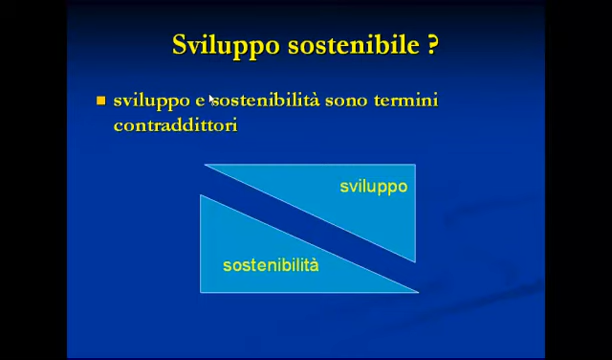 Sviluppo sostenibile ?
sviluppo e sostenibilità sono termini
contraddittori
sviluppo
sostenibilità